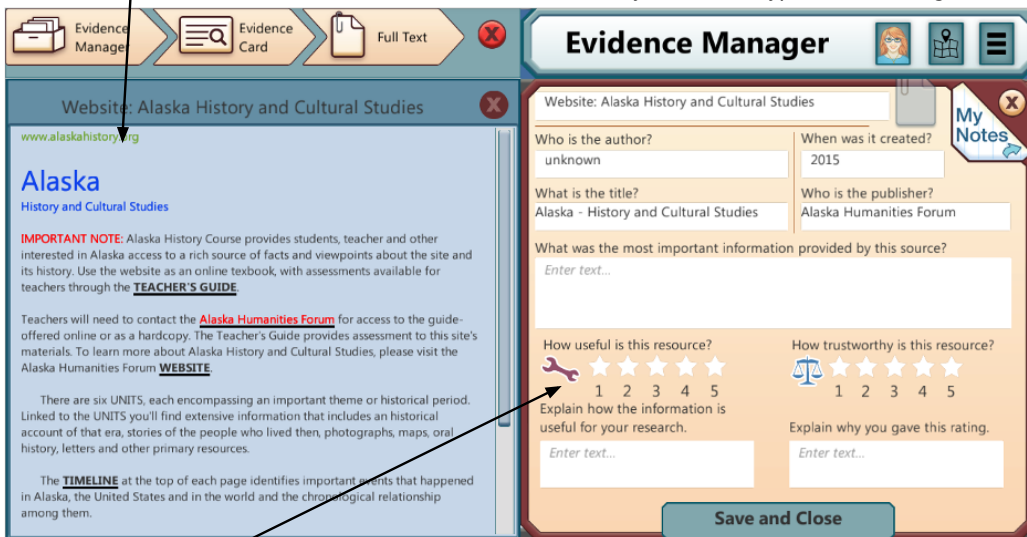 Evidence
Manager
Evidence
Card
Full Text
Evidence Manager
Website: Alaska History and Cultural Studies
www.alaskahistory.org
Alaska
History and Cultural Studies
IMPORTANT NOTE: Alaska History Course provides students, teacher and other
interested in Alaska access to a rich source of facts and viewpoints about the site and
its history. Use the website as an online texbook, with assessments available for
teachers through the TEACHER'S GUIDE.
Teachers will need to contact the Alaska Humanities Forum for access to the guide-
offered online or as a hardcopy. The Teacher's Guide provides assessment to this site's
materials. To learn more about Alaska History and Cultural Studies, please visit the
Alaska Humanities Forum WEBSITE.
There are six UNITS, each encompassing an important theme or historical period.
Linked to the UNITS you'll find extensive information that includes an historical
account of that era, stories of the people who lived then, photographs, maps, oral
history, letters and other primary resources.
The TIMELINE at the top of each page identifies important events that happened
in Alaska, the United States and in the world and the chronological relationship
among them.
Website: Alaska History and Cultural Studies
My
Notes
Who is the author?
When was it created?
unknown
2015
What is the title?
Who is the publisher?
Alaska - History and Cultural Studies
Alaska Humanities Forum
What was the most important information provided by this source?
Enter text...
How useful is this resource?
How trustworthy is this resource?
1 2 3 4 5
1 2 3 4 5
Explain how the information is
useful for your research.
Explain why you gave this rating.
Enter text...
Enter text...
Save and Close